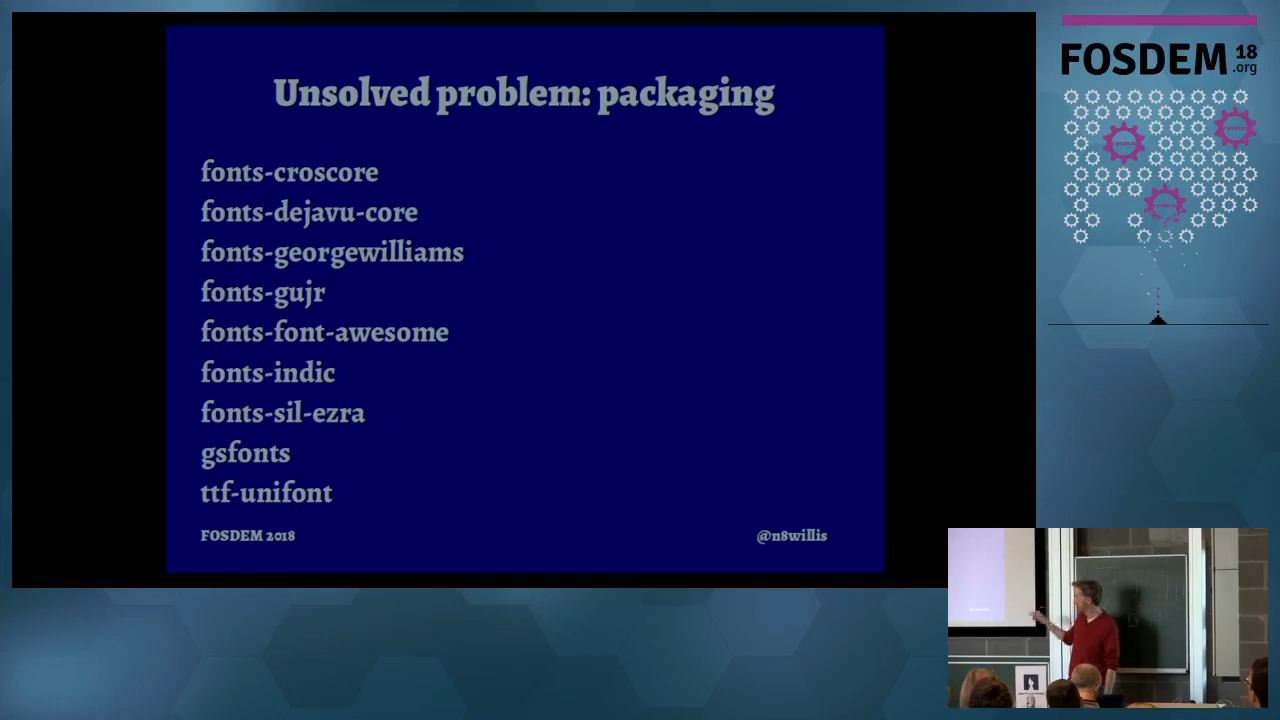 Unsolved problem: packaging
fonts-croscore
fonts-dejavu-core
fonts-georgewilliams
fonts-gujr
fonts-font-awesome
fonts-indic
fonts-sil-ezra
gsfonts
ttf-unifont
FOSDEM 2018
@n8willis
FOSDEM 18
.org